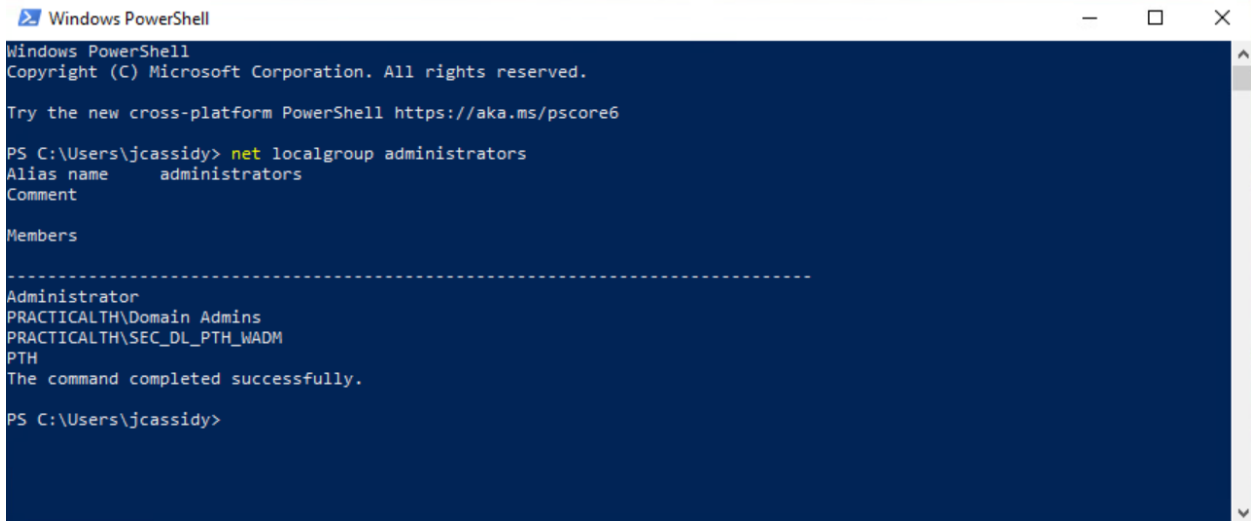 Windows PowerShell
Windows PowerShell
Copyright (C) Microsoft Corporation. All rights reserved.
Try the new cross-platform PowerShell https://aka.ms/pscore6
PS C:\Users\jcassidy> net localgroup administrators
Alias name     administrators
Comment
Members
-------------------------------------------------------------------------------
Administrator
PRACTICALTH\Domain Admins
PRACTICALTH\SEC_DL_PTH_WADM
PTH
The command completed successfully.
PS C:\Users\jcassidy>